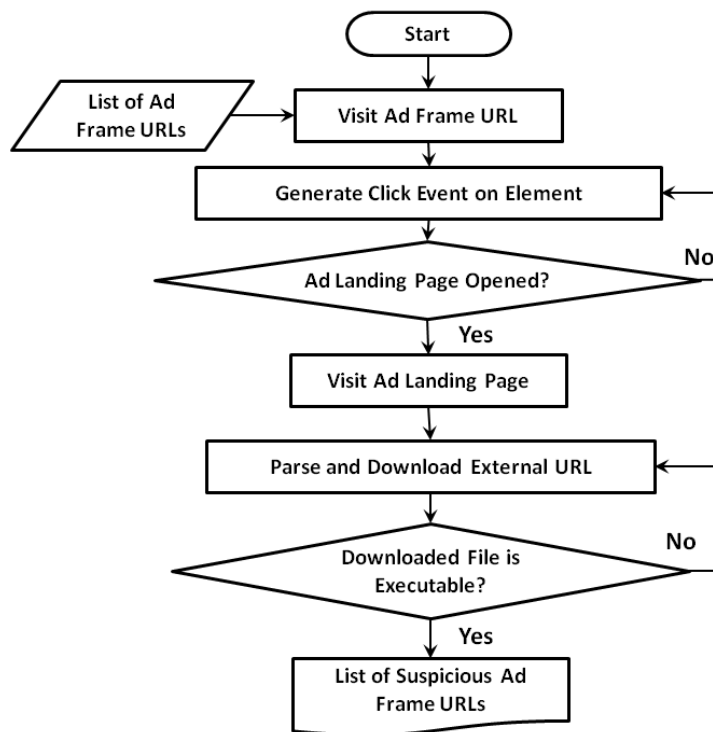 Start
List of Ad
Frame URLs
Visit Ad Frame URL
Generate Click Event on Element
Ad Landing Page Opened?
No
Yes
Visit Ad Landing Page
Parse and Download External URL
Downloaded File is
Executable?
No
Yes
List of Suspicious Ad
Frame URLs